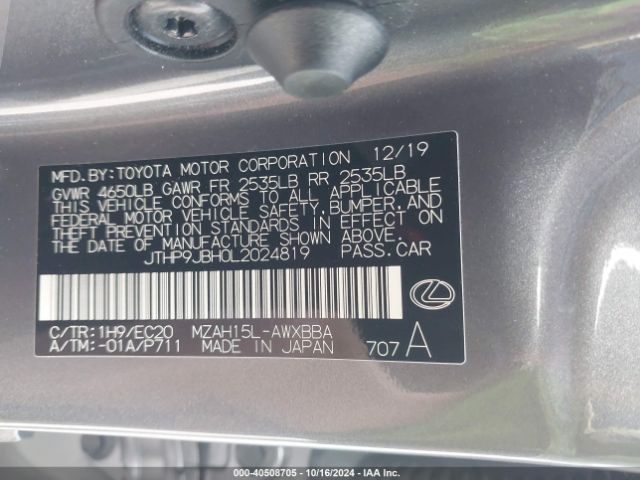 MFD.BY:TOYOTA MOTOR CORPORATION 12/19
GVWR 4650LB GAWR FR 2535LB RR 2535LB
THIS VEHICLE CONFORMS TO ALL APPLICABLE
FEDERAL MOTOR VEHICLE SAFETY,BUMPER,AND
THEFT PREVENTION STANDARDS IN EFFECT ON
THE DATE OF MANUFACTURE SHOWN ABOVE.
JTHP9JBH0L2024819 PASS.CAR
C/TR:1H9/EC20 MZAH15L-AWXBBA
A/TM:-01A/P711 MADE IN JAPAN 707 A
000-40508705 - 10/16/2024 - IAA Inc.